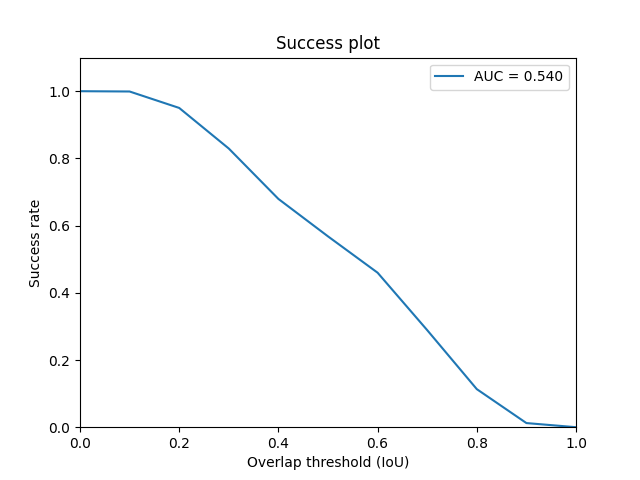 Success plot
AUC = 0.540
Success rate
1.0
0.8
0.6
0.4
0.2
0.0
0.0 0.2 0.4 0.6 0.8 1.0
Overlap threshold (IoU)